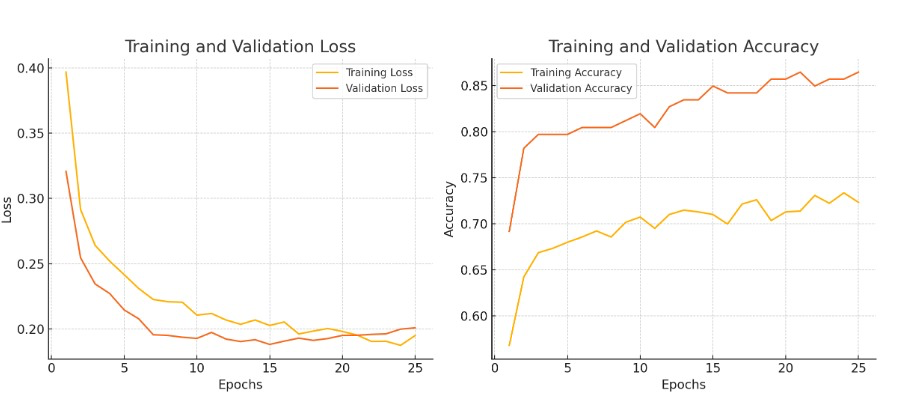 Training and Validation Loss
Training Loss
Validation Loss
0.40
0.35
0.30
0.25
0.20
Loss
0 5 10 15 20 25
Epochs
Training and Validation Accuracy
Training Accuracy
Validation Accuracy
0.85
0.80
0.75
0.70
0.65
0.60
Accuracy
0 5 10 15 20 25
Epochs